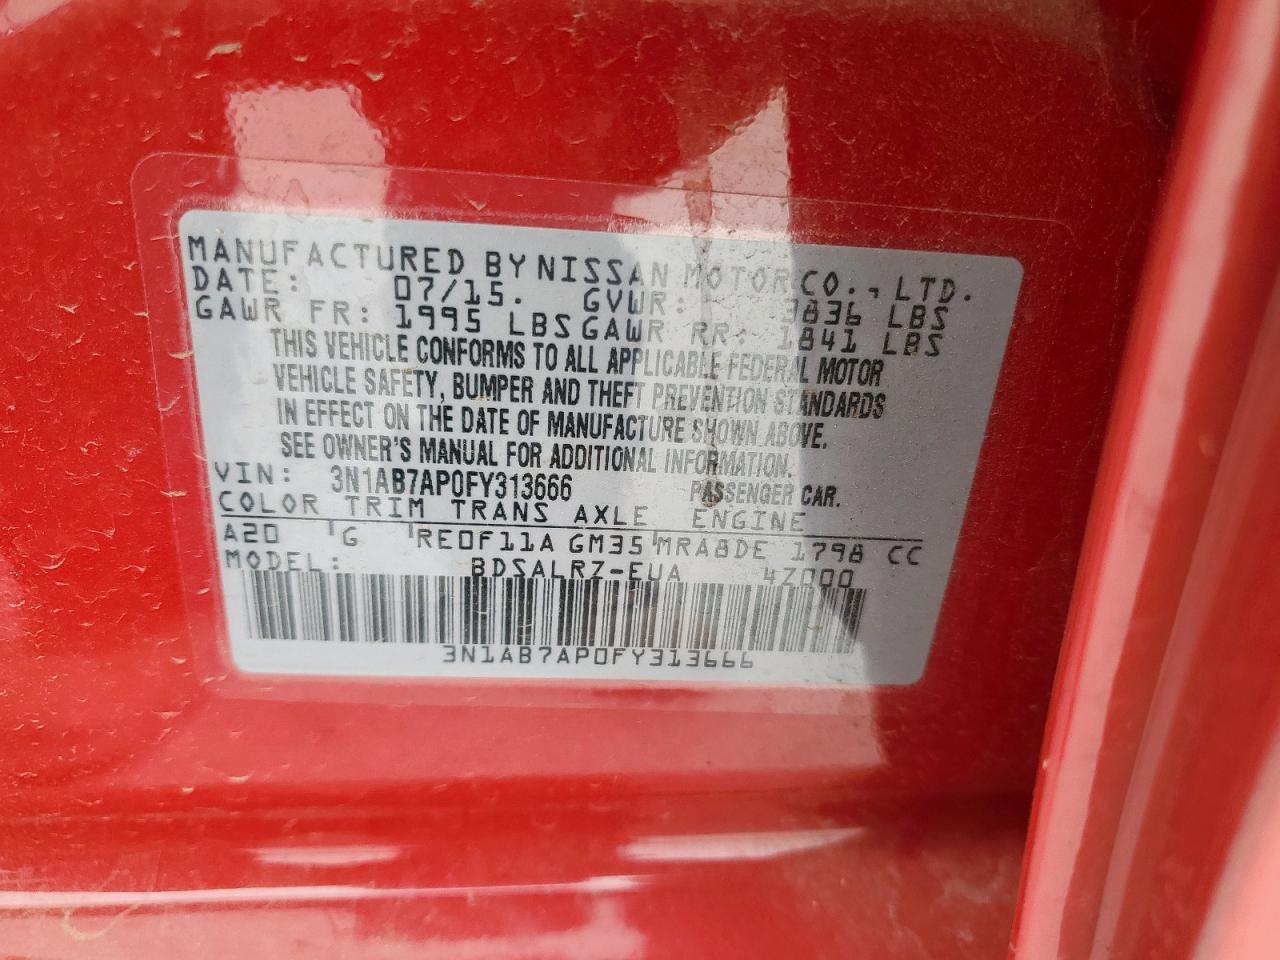 MANUFACTURED BY NISSAN MOTOR CO., LTD.
DATE: 07/15. GVWR: 3836 LBS
GAWR FR: 1995 LBS GAWR RR: 1841 LBS
THIS VEHICLE CONFORMS TO ALL APPLICABLE FEDERAL MOTOR
VEHICLE SAFETY, BUMPER AND THEFT PREVENTION STANDARDS
IN EFFECT ON THE DATE OF MANUFACTURE SHOWN ABOVE.
SEE OWNER'S MANUAL FOR ADDITIONAL INFORMATION.
VIN: 3N1AB7AP0FY313666 PASSENGER CAR.
COLOR TRIM TRANS AXLE ENGINE
A20 G RE0F11A GM35 MRA8DE 1798 CC
MODEL: BDSALRZ-EUA 4Z000
3N1AB7AP0FY313666